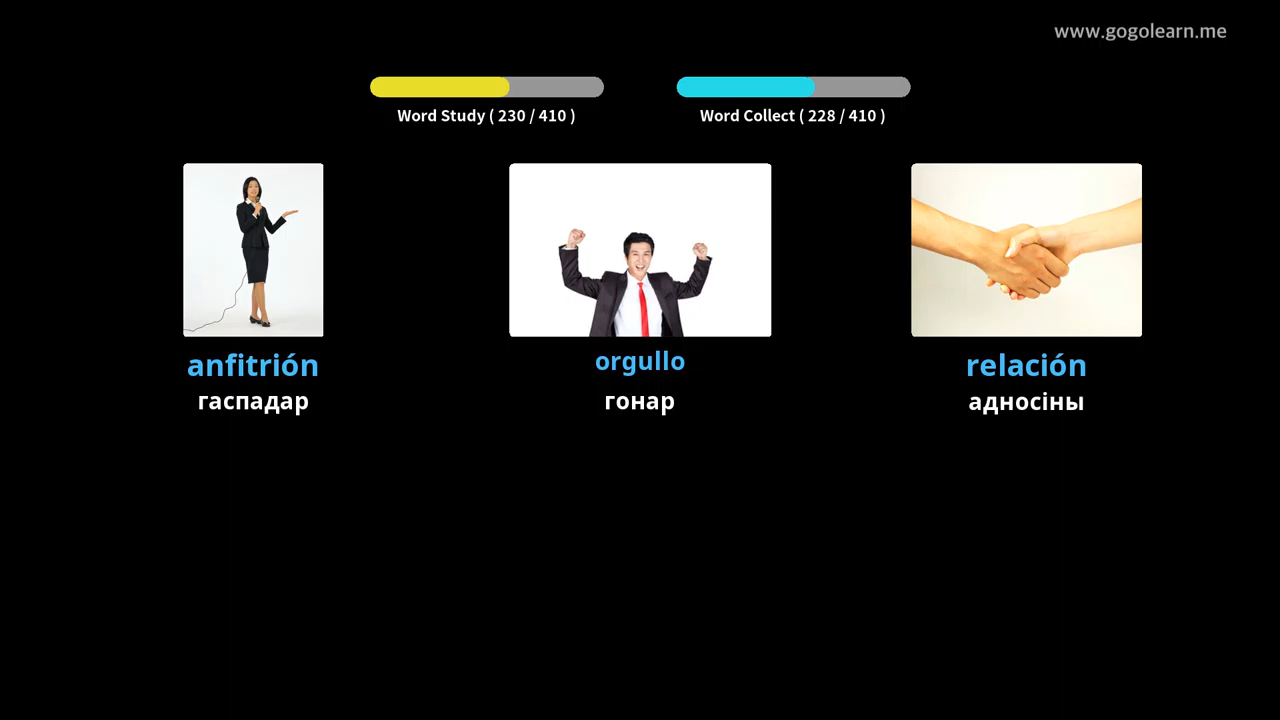 www.gogolearn.me
Word Study ( 230 / 410 )
Word Collect ( 228 / 410 )
anfitrión
гаспадар
orgullo
гонар
relación
адносіны